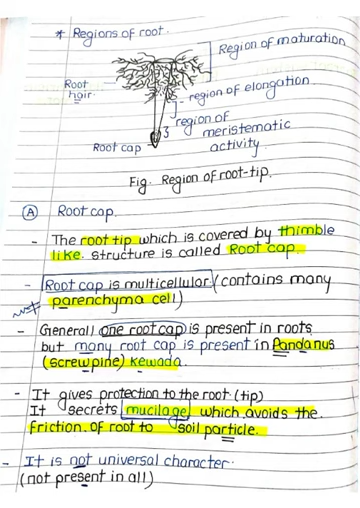 * Regions of root.
Region of maturation
Root
hair
region of elongation
region of
meristematic
activity
Root cap
Fig. Region of root-tip.
(A) Root cap.
- The root tip which is covered by thimble
like. structure is called Root cap.
- Root cap is multicellular (contains many
parenchyma cell)
- Generall one root cap is present in roots
but many root cap is present in Pandanus
(screwpine) Kewada.
- It gives protection to the root (tip)
It secrets mucilage which avoids the
friction. of root to soil particle.
- It is not universal character.
(not present in all)